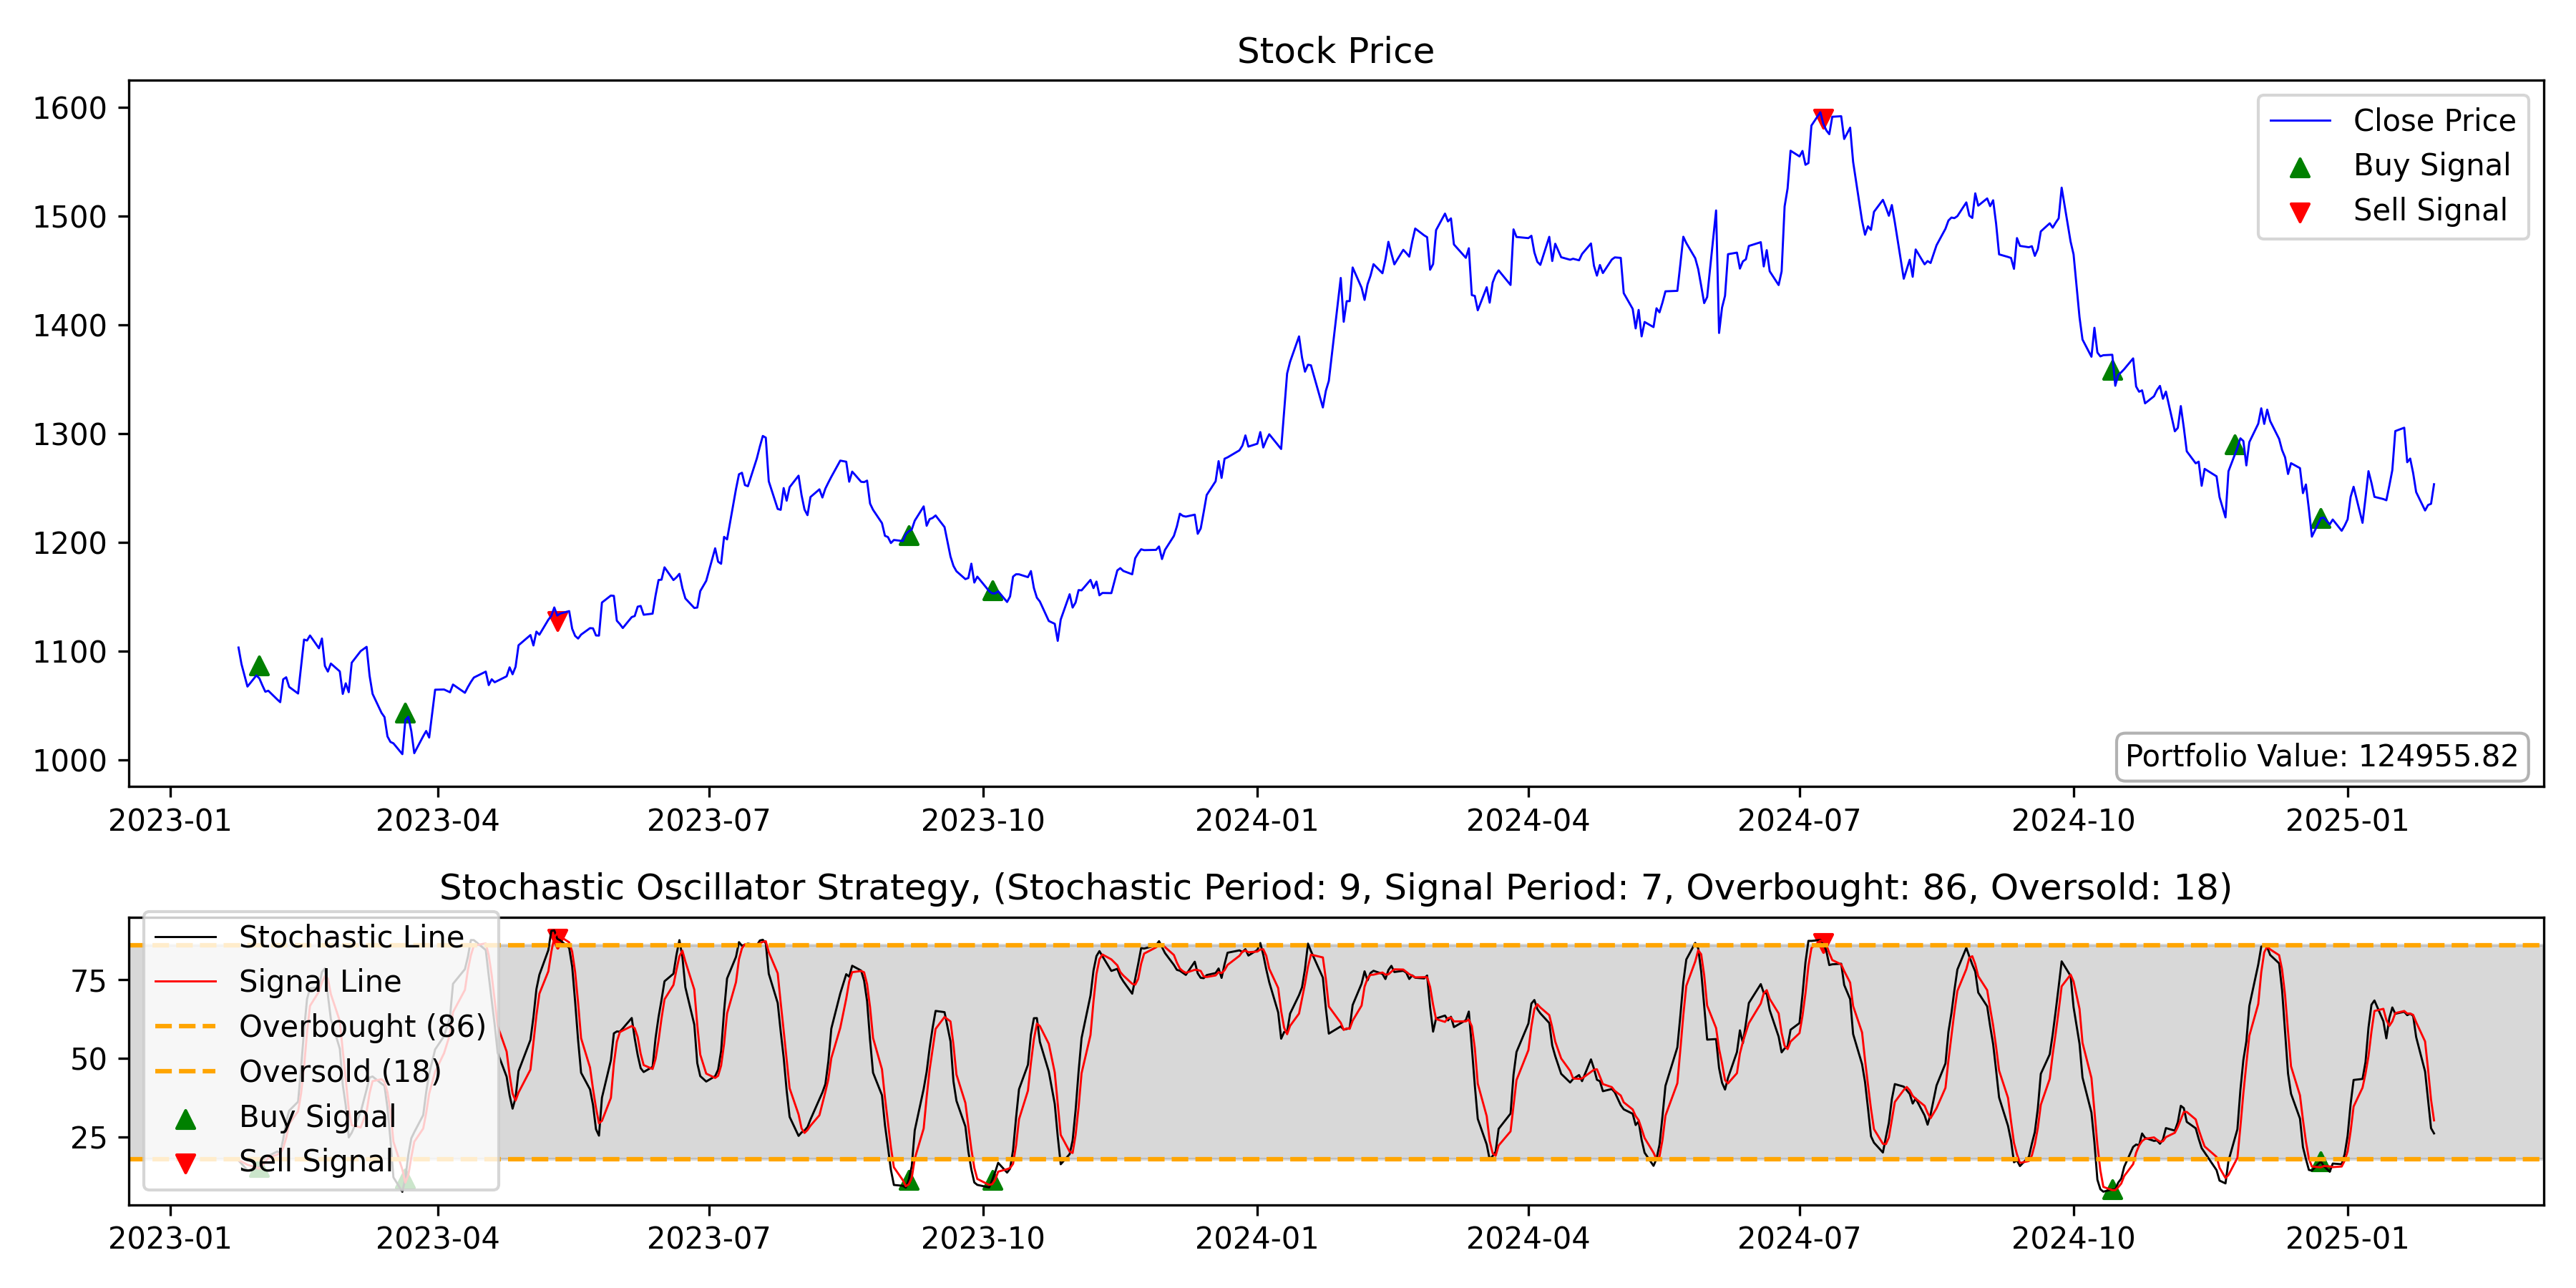 Stock Price
1600
1500
1400
1300
1200
1100
1000
Close Price
Buy Signal
Sell Signal
Portfolio Value: 124955.82
2023-01 2023-04 2023-07 2023-10 2024-01 2024-04 2024-07 2024-10 2025-01
Stochastic Oscillator Strategy, (Stochastic Period: 9, Signal Period: 7, Overbought: 86, Oversold: 18)
75
50
25
Stochastic Line
Signal Line
Overbought (86)
Oversold (18)
Buy Signal
Sell Signal
2023-01 2023-04 2023-07 2023-10 2024-01 2024-04 2024-07 2024-10 2025-01